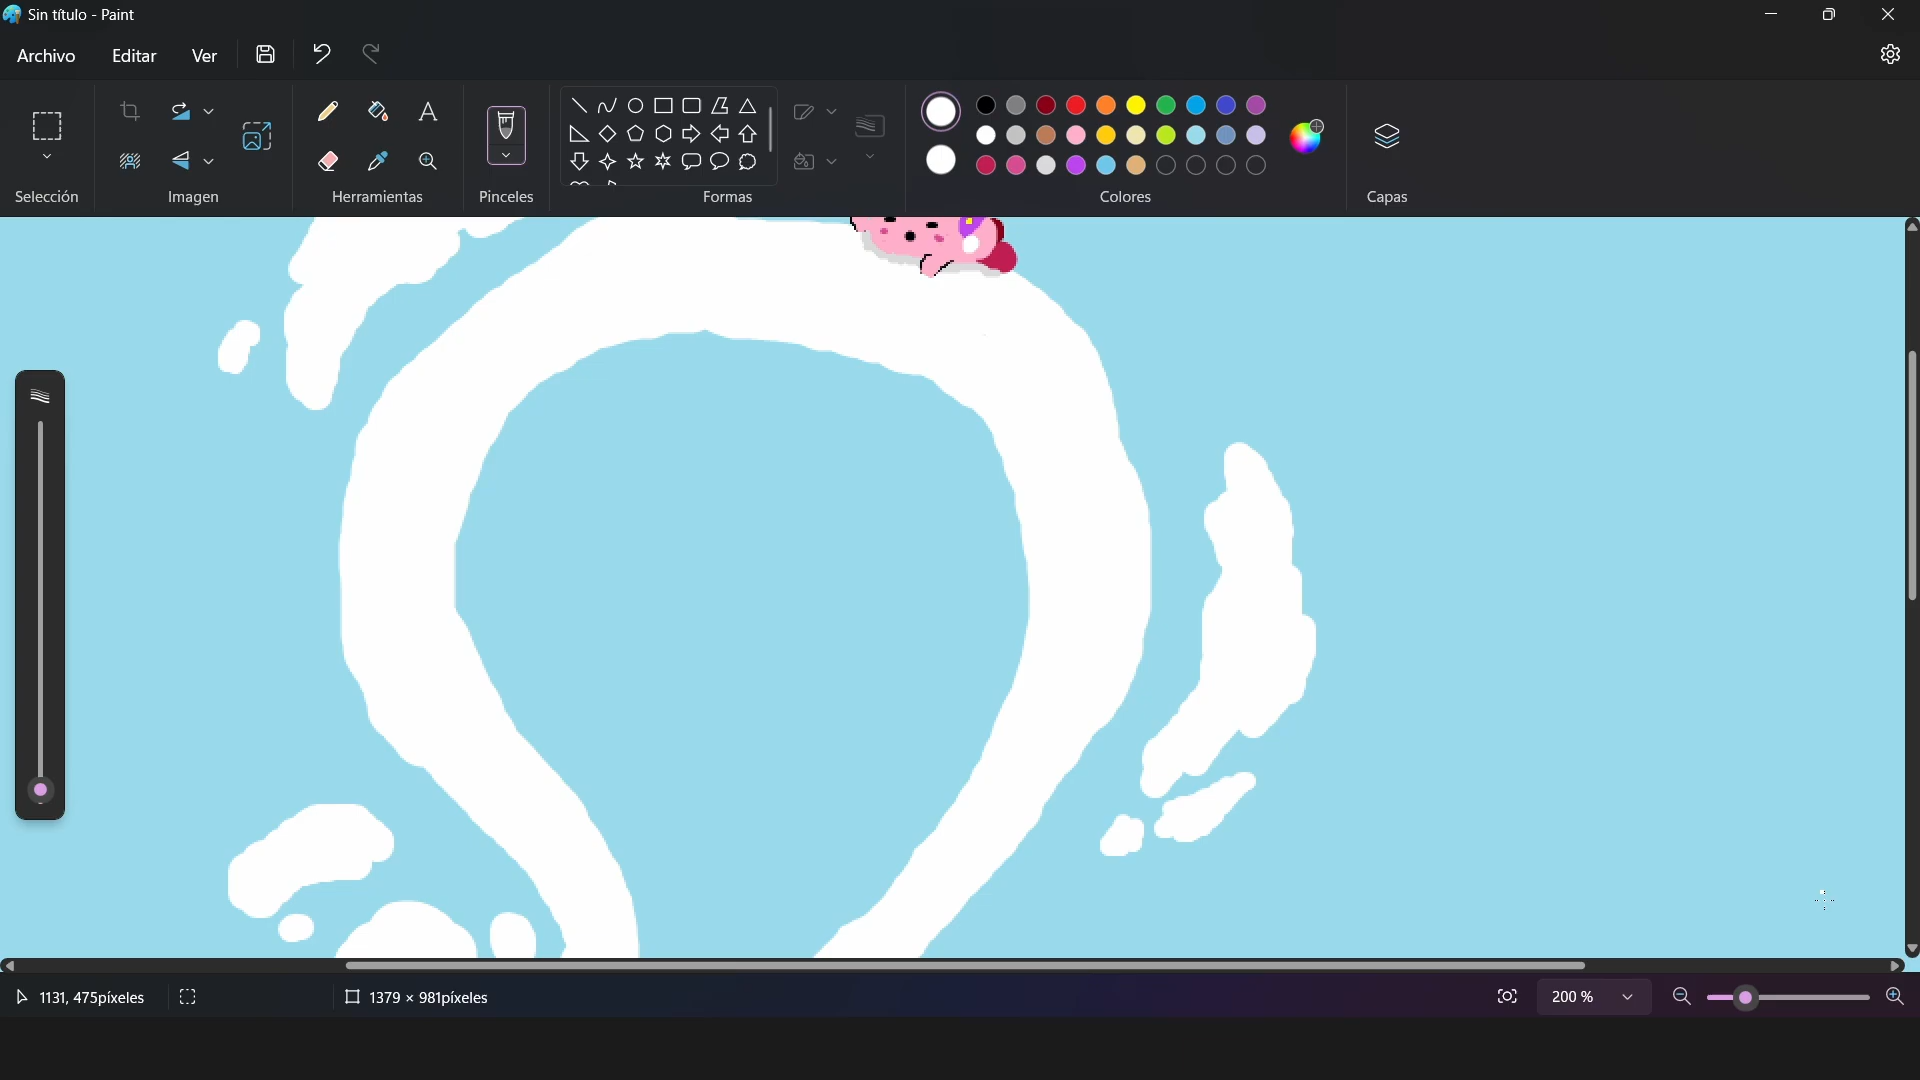 Sin título - Paint
Archivo Editar Ver
Selección Imagen Herramientas Pinceles Formas Colores Capas
1131, 475píxeles 1379 × 981píxeles 200 %